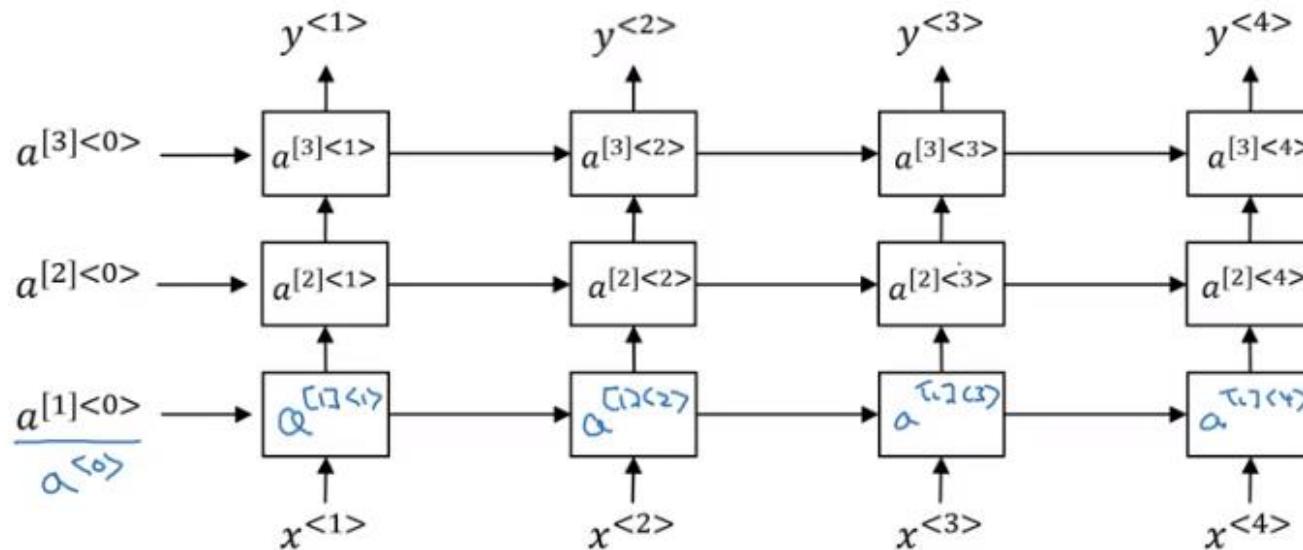 y<1> y<2> y<3> y<4>
a[3]<0> a[3]<1> a[3]<2> a[3]<3> a[3]<4>
a[2]<0> a[2]<1> a[2]<2> a[2]<3> a[2]<4>
a[1]<0> a[1]<1> a[1]<2> a[1]<3> a[1]<4>
a<0>
x<1> x<2> x<3> x<4>